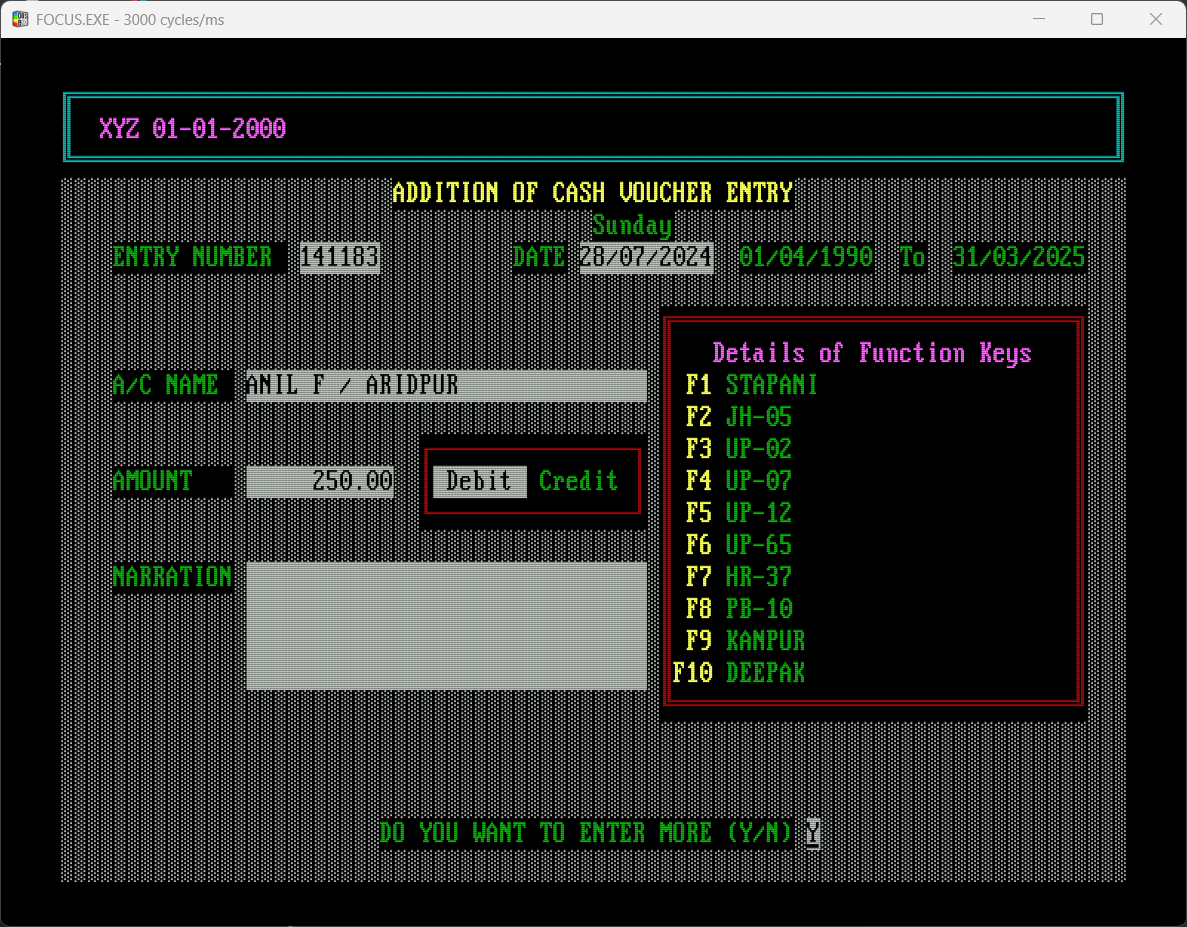 FOCUS.EXE - 3000 cycles/ms
XYZ 01-01-2000
ADDITION OF CASH VOUCHER ENTRY
Sunday
ENTRY NUMBER 141183 DATE 28/07/2024 01/04/1990 To 31/03/2025
Details of Function Keys
A/C NAME ANIL F / ARIDPUR
F1 STAPANI
F2 JH-05
F3 UP-02
AMOUNT 250.00 Debit Credit
F4 UP-07
F5 UP-12
F6 UP-65
NARRATION
F7 HR-37
F8 PB-10
F9 KANPUR
F10 DEEPAK
DO YOU WANT TO ENTER MORE (Y/N) Y